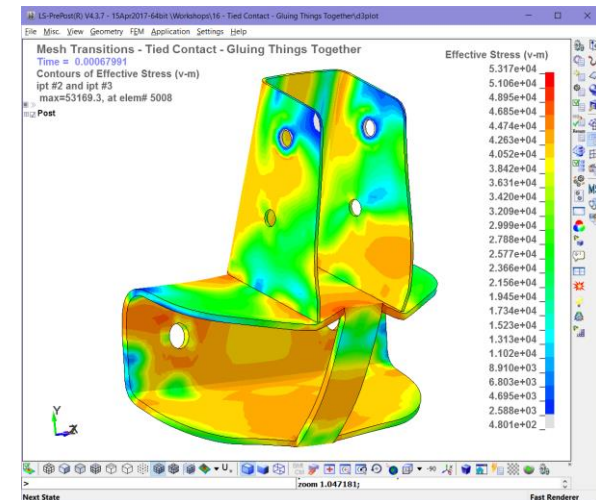 LS-PrePost(R) V4.3.7 - 15Apr2017-64bit \Workshops\16 - Tied Contact - Gluing Things Together\d3plot
File Misc. View Geometry FEM Application Settings Help
Mesh Transitions - Tied Contact - Gluing Things Together
Time = 0.00067991
Contours of Effective Stress (v-m)
ipt #2 and ipt #3
max=53169.3, at elem# 5008
Post
Effective Stress (v-m)
5.317e+04
5.106e+04
4.895e+04
4.685e+04
4.474e+04
4.263e+04
4.052e+04
3.842e+04
3.631e+04
3.420e+04
3.209e+04
2.999e+04
2.788e+04
2.577e+04
2.366e+04
2.156e+04
1.945e+04
1.734e+04
1.523e+04
1.313e+04
1.102e+04
8.910e+03
6.803e+03
4.695e+03
2.588e+03
4.801e+02
Y
Z
>
zoom 1.047181;
Next State
Fast Renderer